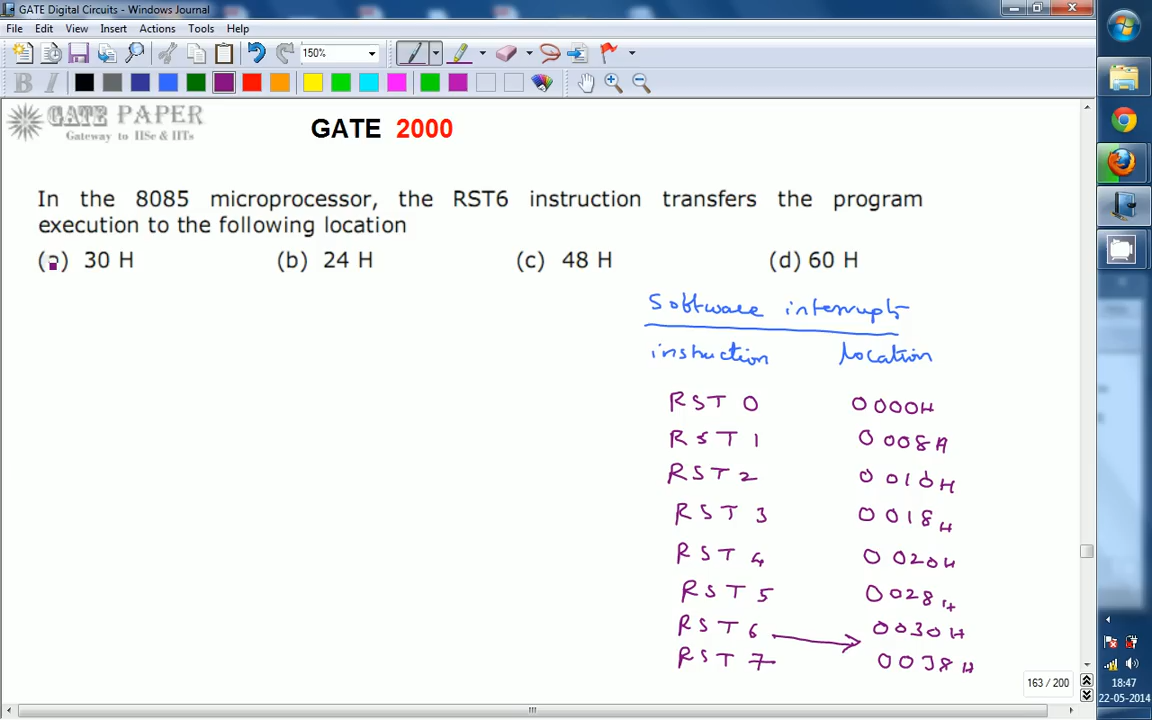 GATE Digital Circuits - Windows Journal
File Edit View Insert Actions Tools Help
150%
B I
GATE PAPER
Gateway to IISc & IITs
GATE 2000
In the 8085 microprocessor, the RST6 instruction transfers the program
execution to the following location
(a) 30 H (b) 24 H (c) 48 H (d) 60 H
Software interrupts
instruction location
RST 0 0000H
RST 1 0008H
RST 2 0010H
RST 3 0018H
RST 4 0020H
RST 5 0028H
RST 6 0030H
RST 7 0038H
163 / 200
18:47
22-05-2014